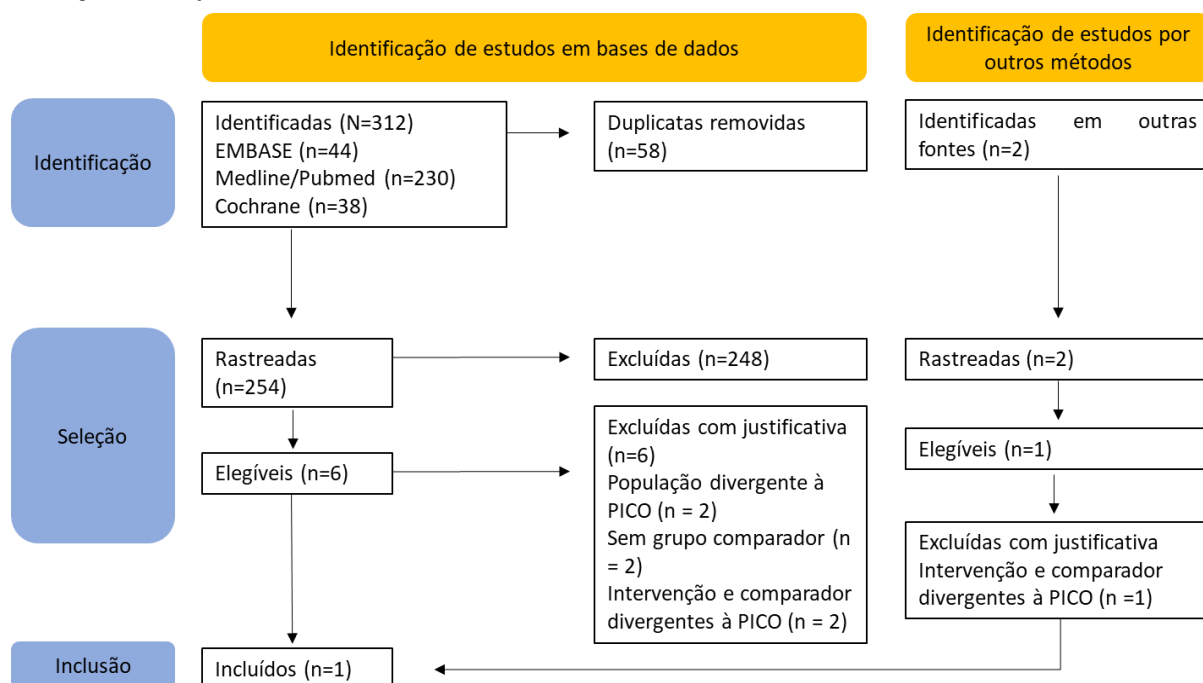 Identificação de estudos em bases de dados
Identificação de estudos por
outros métodos
Identificação
Identificadas (N=312)
EMBASE (n=44)
Medline/Pubmed (n=230)
Cochrane (n=38)
Duplicatas removidas
(n=58)
Identificadas em outras
fontes (n=2)
Seleção
Rastreadas
(n=254)
Excluídas (n=248)
Rastreadas (n=2)
Elegíveis (n=6)
Excluídas com justificativa
(n=6)
População divergente à
PICO (n = 2)
Sem grupo comparador (n
= 2)
Intervenção e comparador
divergentes à PICO (n = 2)
Elegíveis (n=1)
Excluídas com justificativa
Intervenção e comparador
divergentes à PICO (n =1)
Inclusão
Incluídos (n=1)